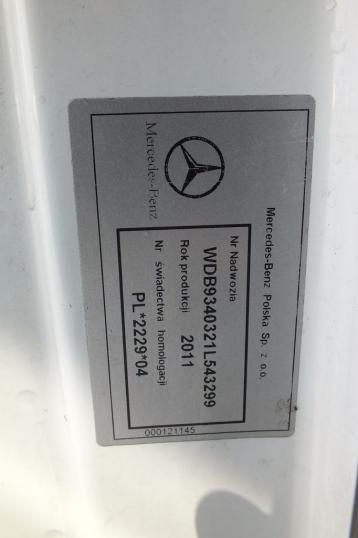 Mercedes-Benz Polska Sp. z o.o.
Mercedes-Benz
Nr Nadwozia
WDB9340321L543299
Rok produkcji 2011
Nr świadectwa homologacji
PL*2229*04
000121145